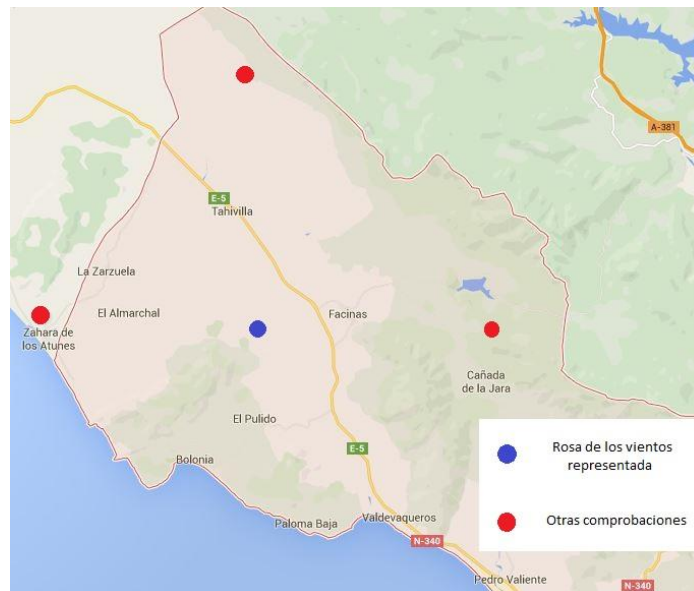 A-381
E-5
Tahivilla
La Zarzuela
El Almarchal
Facinas
Zahara de
los Atunes
Cañada
de la Jara
El Pulido
E-5
Bolonia
Rosa de los vientos
representada
Paloma Baja
Valdevaqueros
Otras comprobaciones
N-340
Pedro Valiente
N-340